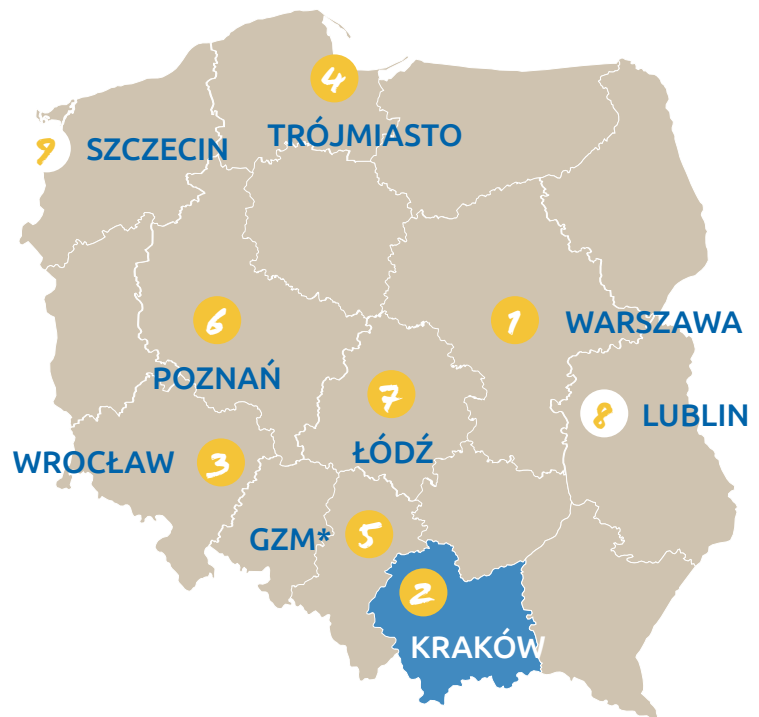 4
TRÓJMIASTO
9
SZCZECIN
6
POZNAŃ
1
WARSZAWA
7
ŁÓDŹ
8
LUBLIN
WROCŁAW
3
GZM*
5
2
KRAKÓW